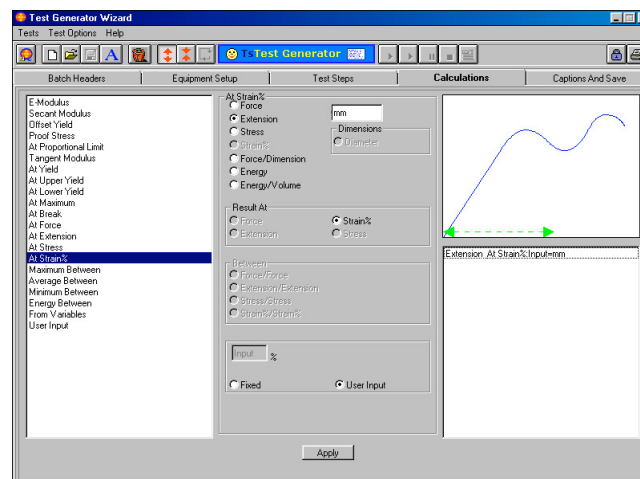 Test Generator Wizard
Tests Test Options Help
A
TsTest Generator
Batch Headers Equipment Setup Test Steps Calculations Captions And Save
E-Modulus
Secant Modulus
Offset Yield
Proof Stress
At Proportional Limit
Tangent Modulus
At Yield
At Upper Yield
At Lower Yield
At Maximum
At Break
At Force
At Extension
At Stress
At Strain%
Maximum Between
Average Between
Minimum Between
Energy Between
From Variables
User Input
At Strain%
Force
Extension
Stress
Strain%
Force/Dimension
Energy
Energy/Volume
mm
Dimensions
Diameter
Result At
Force Strain%
Extension Stress
Between
Force/Force
Extension/Extension
Stress/Stress
Strain%/Strain%
Input %
Fixed User Input
Extension At Strain%:Input=mm
Apply